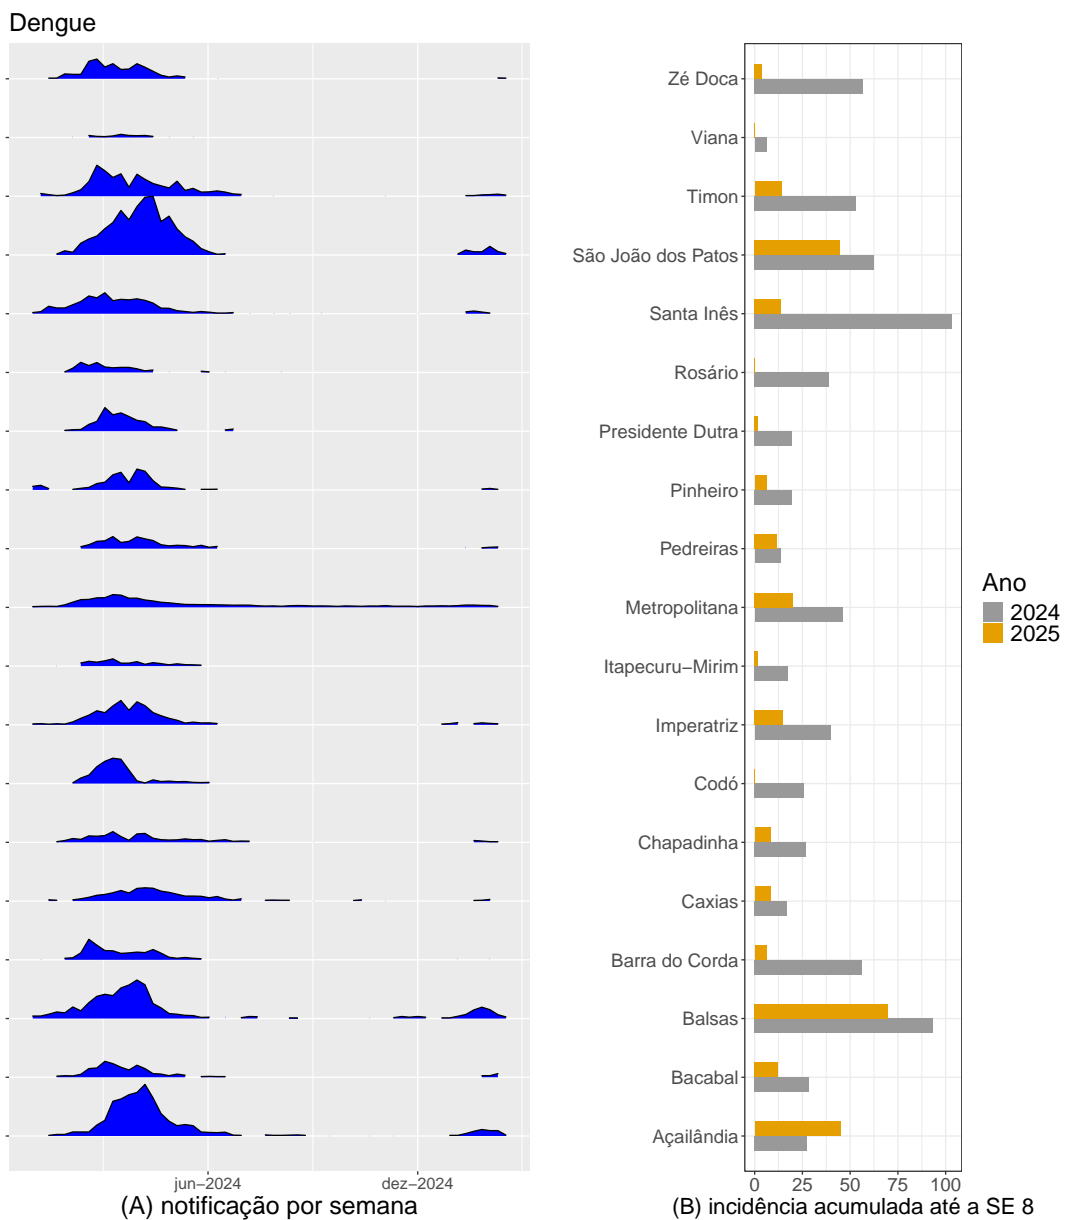 Dengue
Zé Doca
Viana
Timon
São João dos Patos
Santa Inês
Rosário
Presidente Dutra
Pinheiro
Pedreiras
Metropolitana
Itapecuru−Mirim
Imperatriz
Codó
Chapadinha
Caxias
Barra do Corda
Balsas
Bacabal
Açailândia
Ano
2024
2025
jun−2024 dez−2024
0 25 50 75 100
(A) notificação por semana
(B) incidência acumulada até a SE 8